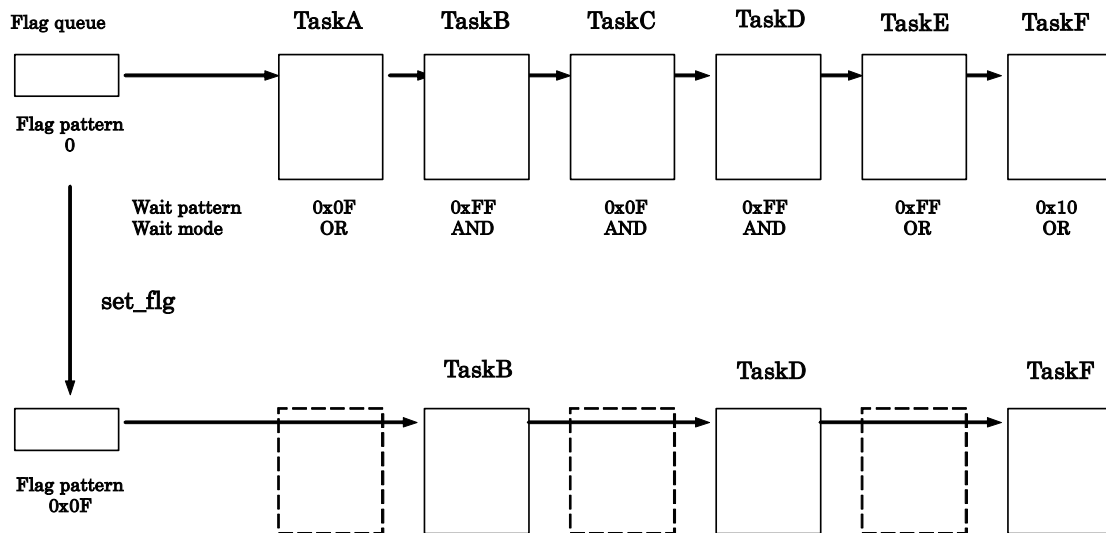 Flag queue
TaskA
TaskB
TaskC
TaskD
TaskE
TaskF
Flag pattern
0
Wait pattern 0x0F 0xFF 0x0F 0xFF 0xFF 0x10
Wait mode OR AND AND AND OR OR
set_flg
TaskB
TaskD
TaskF
Flag pattern
0x0F